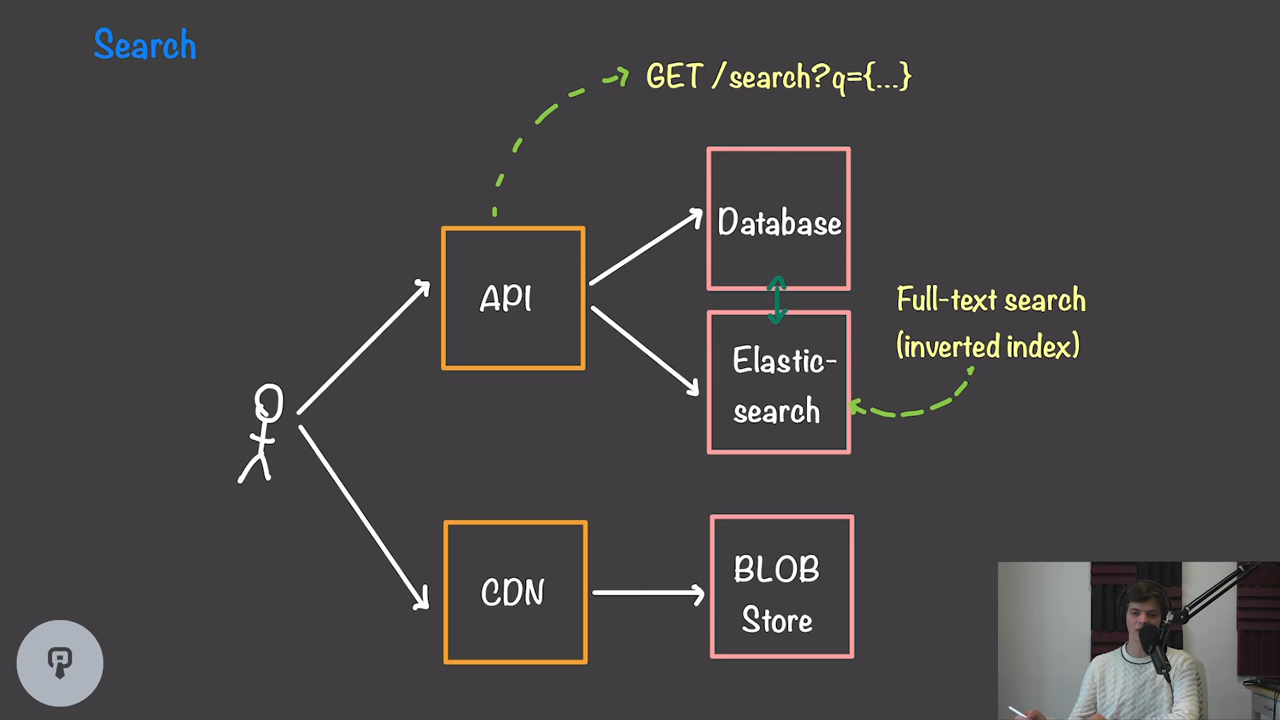 Search
GET /search?q={...}
Database
API
Full-text search
(inverted index)
Elastic-
search
CDN
BLOB
Store